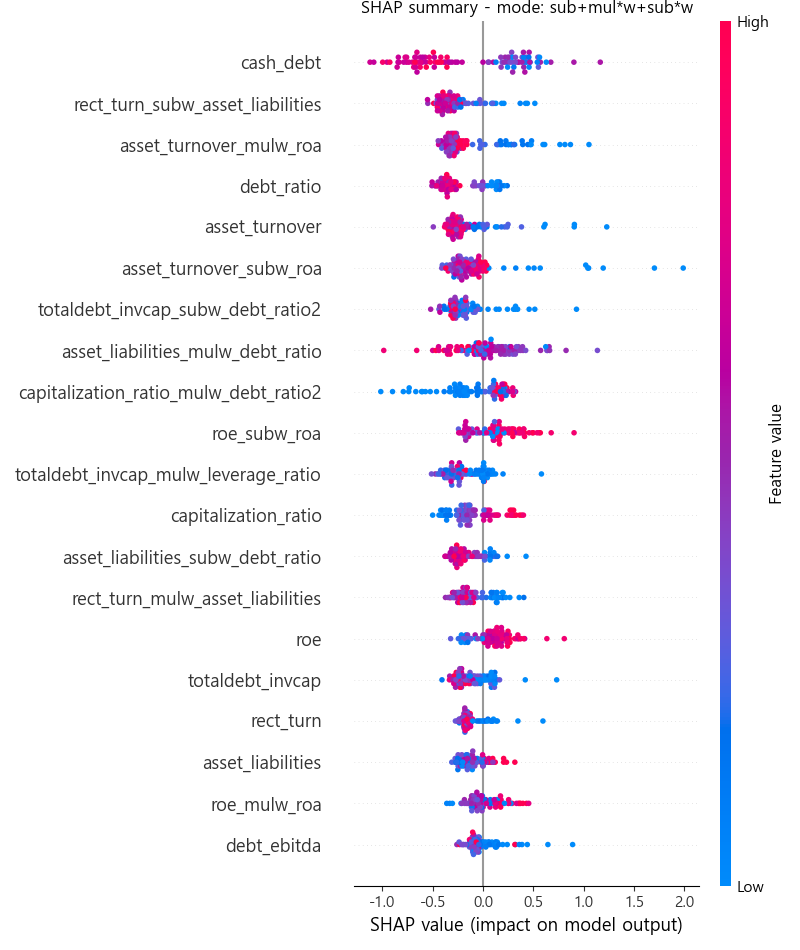 SHAP summary - mode: sub+mul*w+sub*w
High
cash_debt
rect_turn_subw_asset_liabilities
asset_turnover_mulw_roa
debt_ratio
asset_turnover
asset_turnover_subw_roa
totaldebt_invcap_subw_debt_ratio2
asset_liabilities_mulw_debt_ratio
capitalization_ratio_mulw_debt_ratio2
roe_subw_roa
totaldebt_invcap_mulw_leverage_ratio
capitalization_ratio
asset_liabilities_subw_debt_ratio
rect_turn_mulw_asset_liabilities
roe
totaldebt_invcap
rect_turn
asset_liabilities
roe_mulw_roa
debt_ebitda
Feature value
Low
-1.0 -0.5 0.0 0.5 1.0 1.5 2.0
SHAP value (impact on model output)